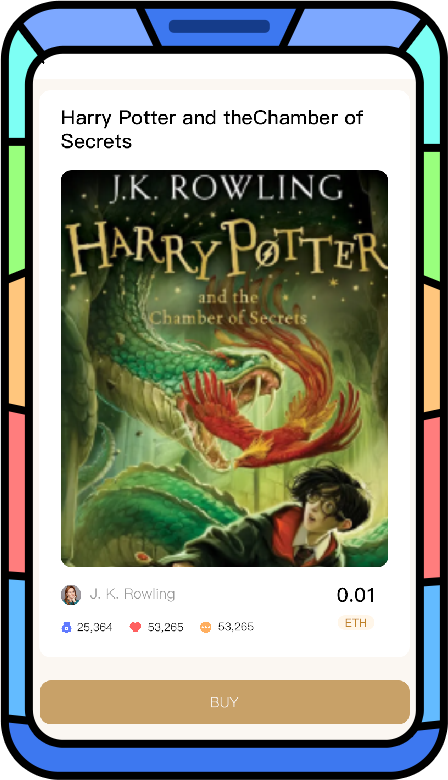 Harry Potter and theChamber of
Secrets
J.K. ROWLING
HARRY POTTER
and the
Chamber of Secrets
J. K. Rowling
0.01
25,364
53,265
53,265
ETH
BUY